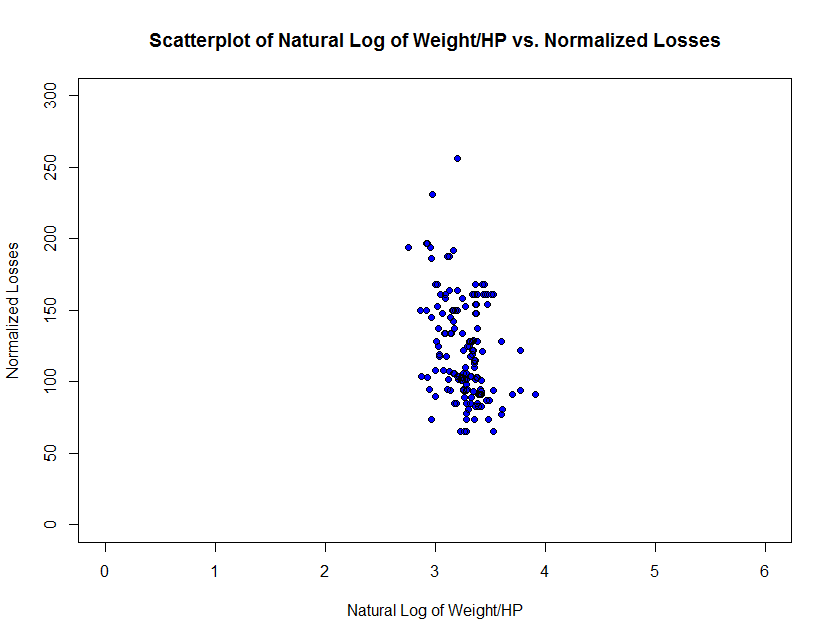 Scatterplot of Natural Log of Weight/HP vs. Normalized Losses
300
250
200
150
100
50
0
Normalized Losses
0 1 2 3 4 5 6
Natural Log of Weight/HP